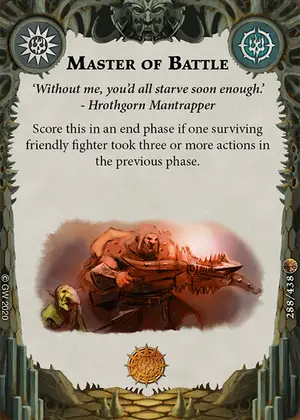 Master of Battle
‘Without me, you’d all starve soon enough.’
- Hrothgorn Mantrapper
Score this in an end phase if one surviving
friendly fighter took three or more actions in
the previous phase.
© GW 2020
288/438